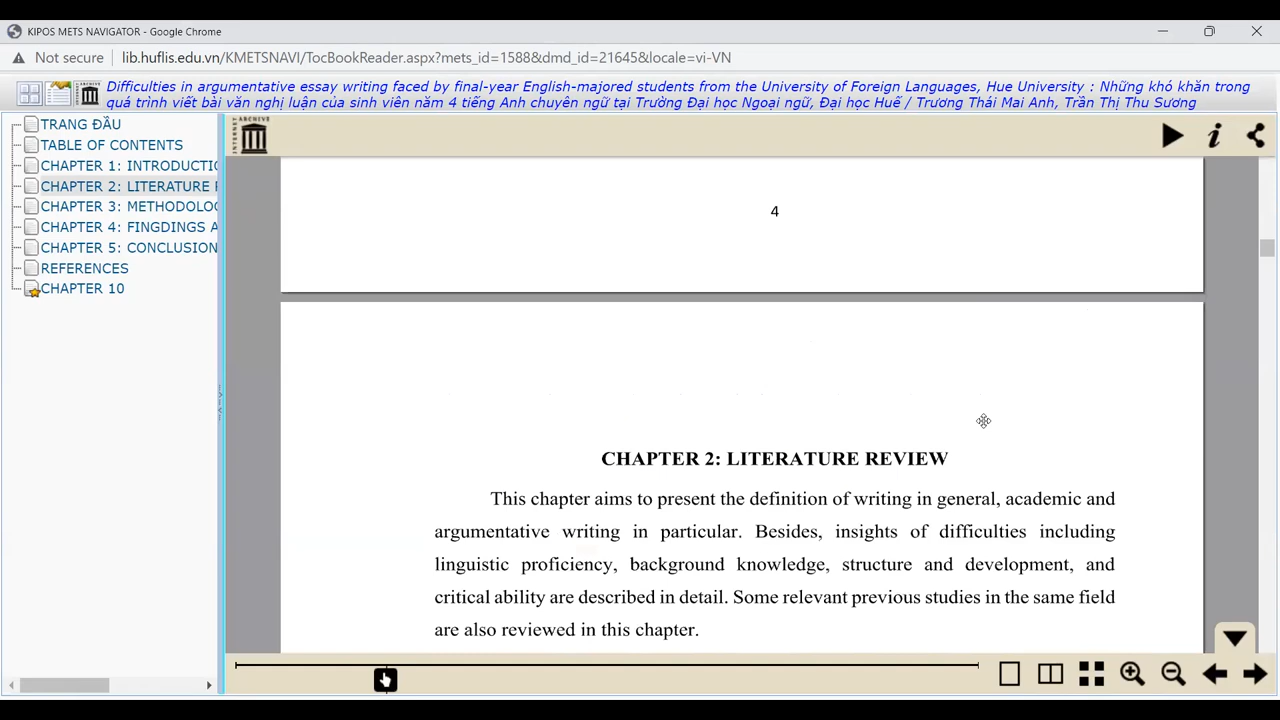 KIPOS METS NAVIGATOR - Google Chrome
Not secure
lib.huflis.edu.vn/KMETSNAVI/TocBookReader.aspx?mets_id=1588&dmd_id=21645&locale=vi-VN
Difficulties in argumentative essay writing faced by final-year English-majored students from the University of Foreign Languages, Hue University : Những khó khăn trong
quá trình viết bài văn nghị luận của sinh viên năm 4 tiếng Anh chuyên ngữ tại Trường Đại học Ngoại ngữ, Đại học Huế / Trương Thái Mai Anh, Trần Thị Thu Sương
TRANG ĐẦU
TABLE OF CONTENTS
CHAPTER 1: INTRODUCTIO
CHAPTER 2: LITERATURE R
CHAPTER 3: METHODOLOG
CHAPTER 4: FINGDINGS A
CHAPTER 5: CONCLUSION
REFERENCES
CHAPTER 10
INTERNET ARCHIVE
4
CHAPTER 2: LITERATURE REVIEW
This chapter aims to present the definition of writing in general, academic and
argumentative writing in particular. Besides, insights of difficulties including
linguistic proficiency, background knowledge, structure and development, and
critical ability are described in detail. Some relevant previous studies in the same field
are also reviewed in this chapter.